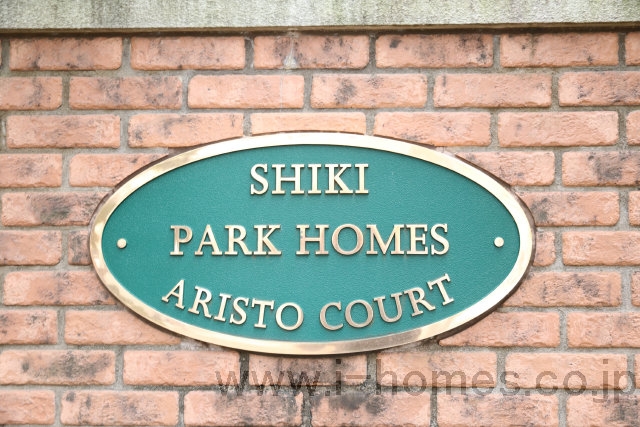 SHIKI
PARK HOMES
ARISTO COURT
www.i-homes.co.jp